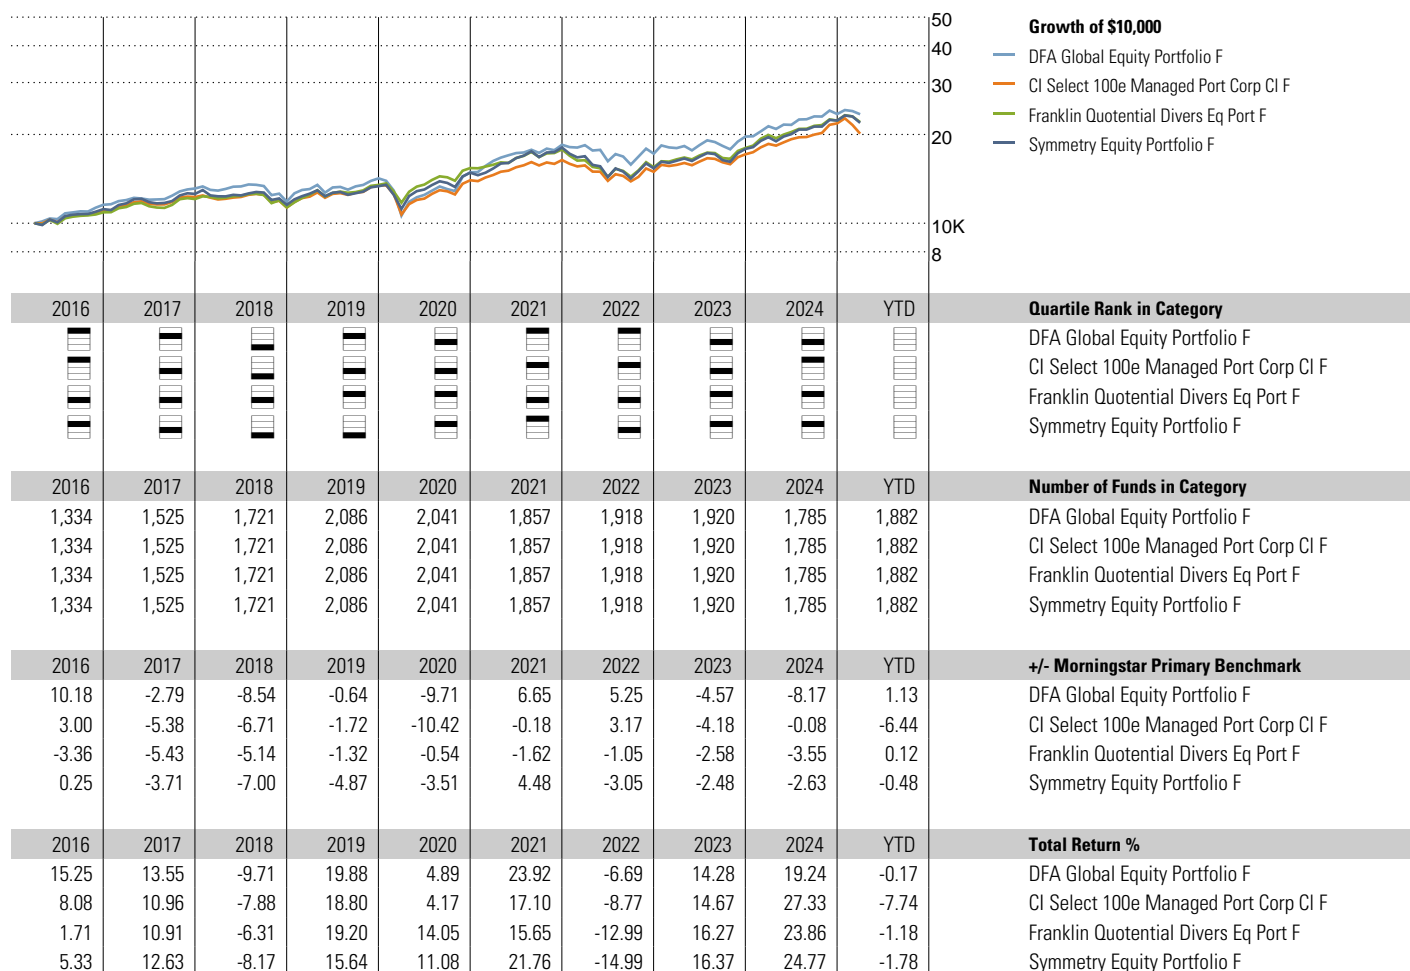 50
40
30
20
10K
8
Growth of $10,000
DFA Global Equity Portfolio F
CI Select 100e Managed Port Corp Cl F
Franklin Quotential Divers Eq Port F
Symmetry Equity Portfolio F
2016 2017 2018 2019 2020 2021 2022 2023 2024 YTD Quartile Rank in Category
DFA Global Equity Portfolio F
CI Select 100e Managed Port Corp Cl F
Franklin Quotential Divers Eq Port F
Symmetry Equity Portfolio F
2016 2017 2018 2019 2020 2021 2022 2023 2024 YTD Number of Funds in Category
1,334 1,525 1,721 2,086 2,041 1,857 1,918 1,920 1,785 1,882 DFA Global Equity Portfolio F
1,334 1,525 1,721 2,086 2,041 1,857 1,918 1,920 1,785 1,882 CI Select 100e Managed Port Corp Cl F
1,334 1,525 1,721 2,086 2,041 1,857 1,918 1,920 1,785 1,882 Franklin Quotential Divers Eq Port F
1,334 1,525 1,721 2,086 2,041 1,857 1,918 1,920 1,785 1,882 Symmetry Equity Portfolio F
2016 2017 2018 2019 2020 2021 2022 2023 2024 YTD +/- Morningstar Primary Benchmark
10.18 -2.79 -8.54 -0.64 -9.71 6.65 5.25 -4.57 -8.17 1.13 DFA Global Equity Portfolio F
3.00 -5.38 -6.71 -1.72 -10.42 -0.18 3.17 -4.18 -0.08 -6.44 CI Select 100e Managed Port Corp Cl F
-3.36 -5.43 -5.14 -1.32 -0.54 -1.62 -1.05 -2.58 -3.55 0.12 Franklin Quotential Divers Eq Port F
0.25 -3.71 -7.00 -4.87 -3.51 4.48 -3.05 -2.48 -2.63 -0.48 Symmetry Equity Portfolio F
2016 2017 2018 2019 2020 2021 2022 2023 2024 YTD Total Return %
15.25 13.55 -9.71 19.88 4.89 23.92 -6.69 14.28 19.24 -0.17 DFA Global Equity Portfolio F
8.08 10.96 -7.88 18.80 4.17 17.10 -8.77 14.67 27.33 -7.74 CI Select 100e Managed Port Corp Cl F
1.71 10.91 -6.31 19.20 14.05 15.65 -12.99 16.27 23.86 -1.18 Franklin Quotential Divers Eq Port F
5.33 12.63 -8.17 15.64 11.08 21.76 -14.99 16.37 24.77 -1.78 Symmetry Equity Portfolio F